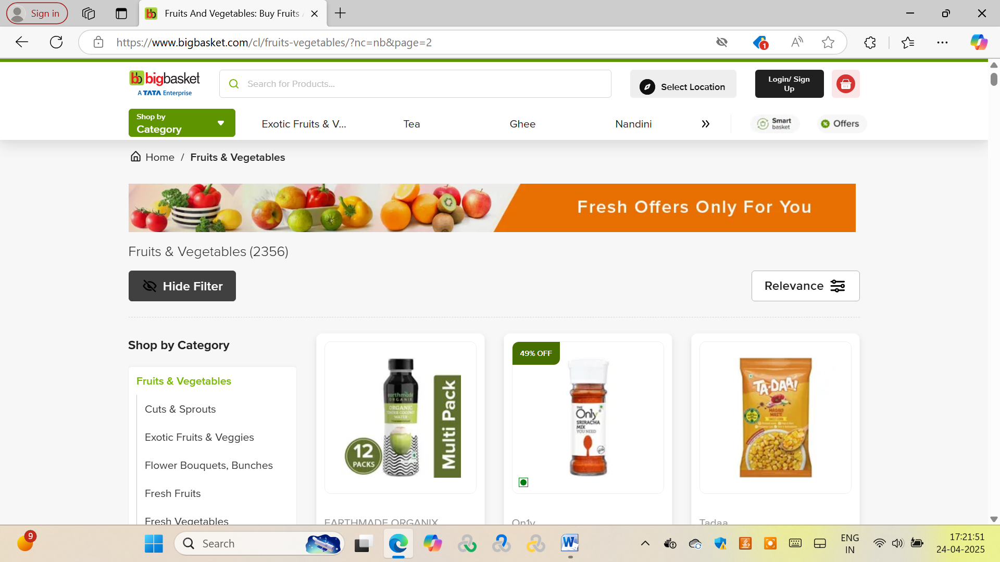 Sign in
Fruits And Vegetables: Buy Fruits
https://www.bigbasket.com/cl/fruits-vegetables/?nc=nb&page=2
1
bb bigbasket
A TATA Enterprise
Search for Products...
Select Location
Login/ Sign
Up
Shop by
Category
Exotic Fruits & V...
Tea
Ghee
Nandini
Smart
basket
Offers
Home / Fruits & Vegetables
Fresh Offers Only For You
Fruits & Vegetables (2356)
Hide Filter
Relevance
Shop by Category
Fruits & Vegetables
Cuts & Sprouts
Exotic Fruits & Veggies
Flower Bouquets, Bunches
Fresh Fruits
Fresh Vegetables
earthmade
ORGANIX
ORGANIC
TENDER COCONUT
WATER
12
PACKS
Multi Pack
EARTHMADE ORGANIX
49% OFF
THE
Only
SRIRACHA
MIX
YOU NEED
On1y
TA-DAA!
MASALA
MASTI
Tadaa
9
Search
ENG
IN
17:21:51
24-04-2025